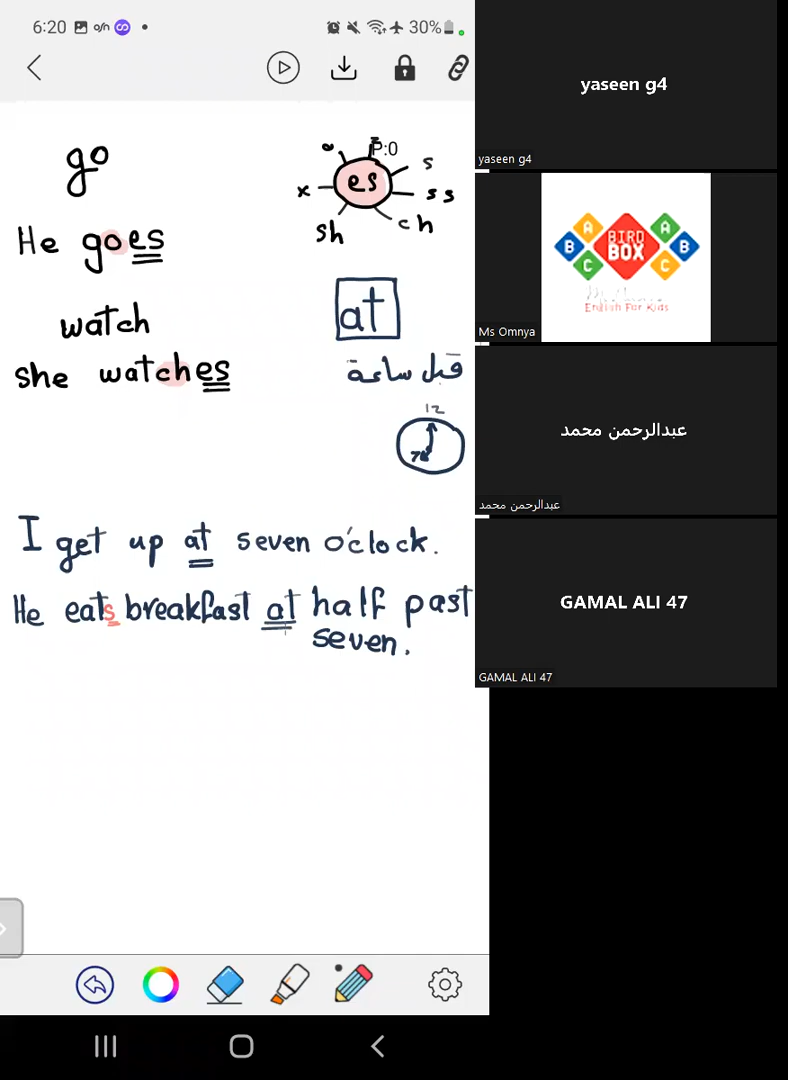 6:20
30%
go
P:0
es
s
x
ss
sh
ch
He goes
at
watch
she watches
قبل ساعة
12
7
I get up at seven o'clock.
He eats breakfast at half past
seven.
yaseen g4
yaseen g4
A
B
C
BIRD
BOX
A
B
C
English For Kids
Ms Omnya
عبدالرحمن محمد
عبدالرحمن محمد
GAMAL ALI 47
GAMAL ALI 47